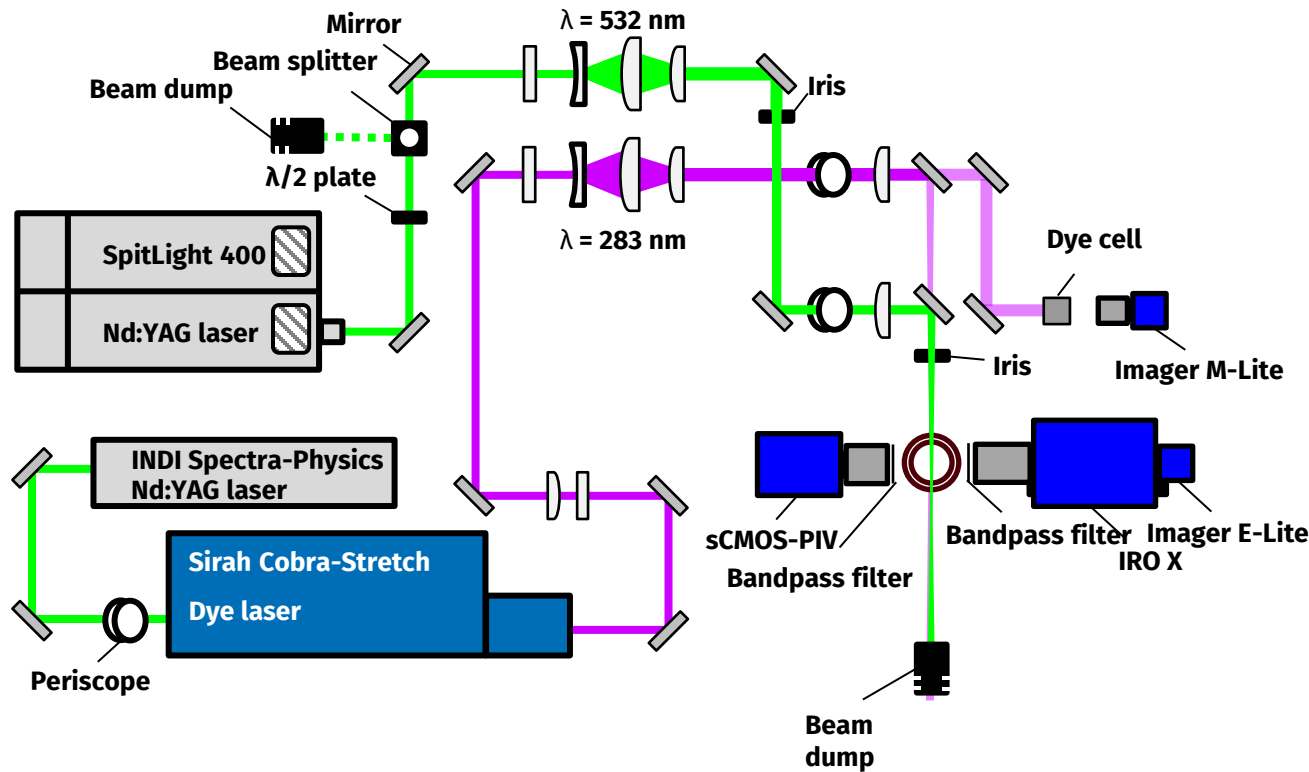 λ = 532 nm
Mirror
Beam splitter
Beam dump
Iris
λ/2 plate
λ = 283 nm
SpitLight 400
Nd:YAG laser
Dye cell
Iris
Imager M-Lite
INDI Spectra-Physics
Nd:YAG laser
sCMOS-PIV
Bandpass filter
Bandpass filter
Imager E-Lite
IRO X
Sirah Cobra-Stretch
Dye laser
Periscope
Beam
dump